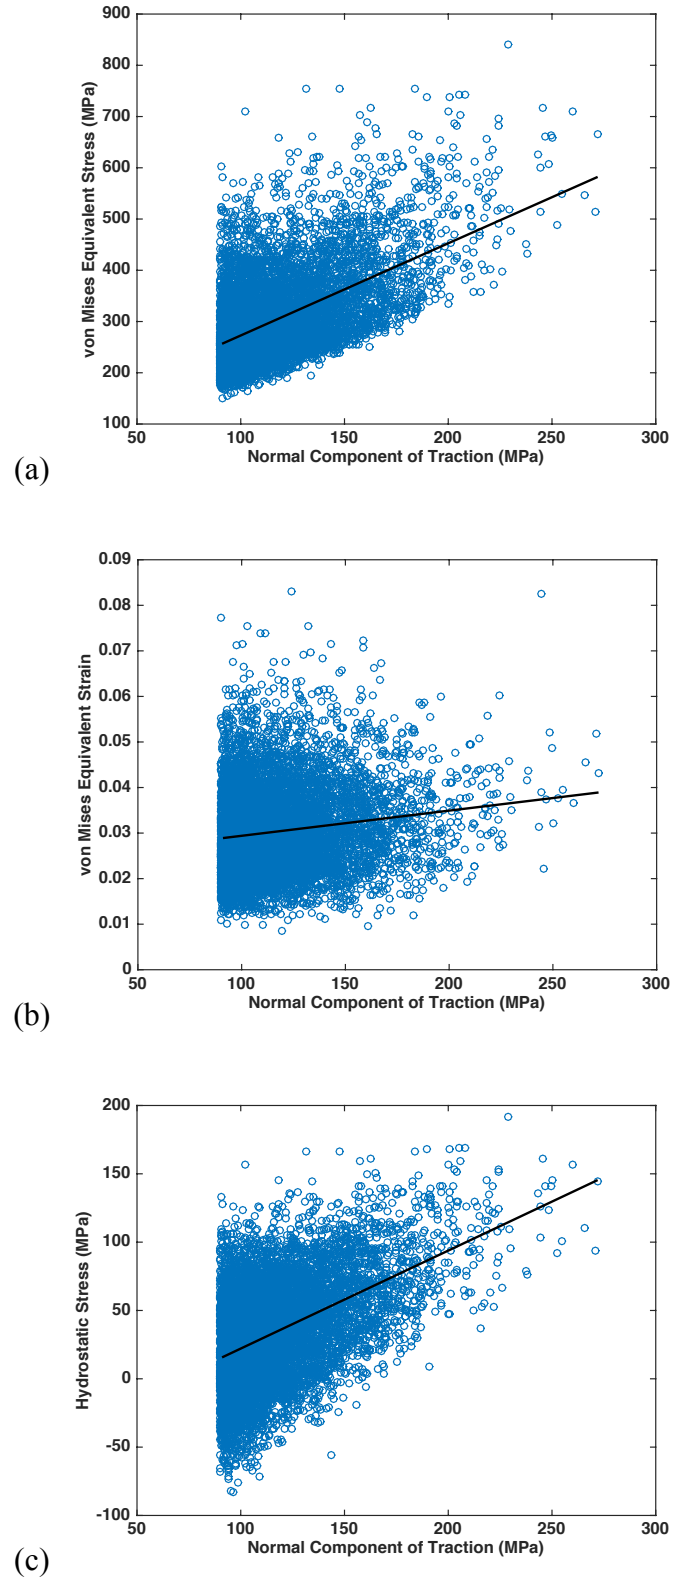 900
800
700
600
500
400
300
200
100
von Mises Equivalent Stress (MPa)
50 100 150 200 250 300
Normal Component of Traction (MPa)
(a)
0.09
0.08
0.07
0.06
0.05
0.04
0.03
0.02
0.01
0
von Mises Equivalent Strain
50 100 150 200 250 300
Normal Component of Traction (MPa)
(b)
200
150
100
50
0
-50
-100
Hydrostatic Stress (MPa)
50 100 150 200 250 300
Normal Component of Traction (MPa)
(c)